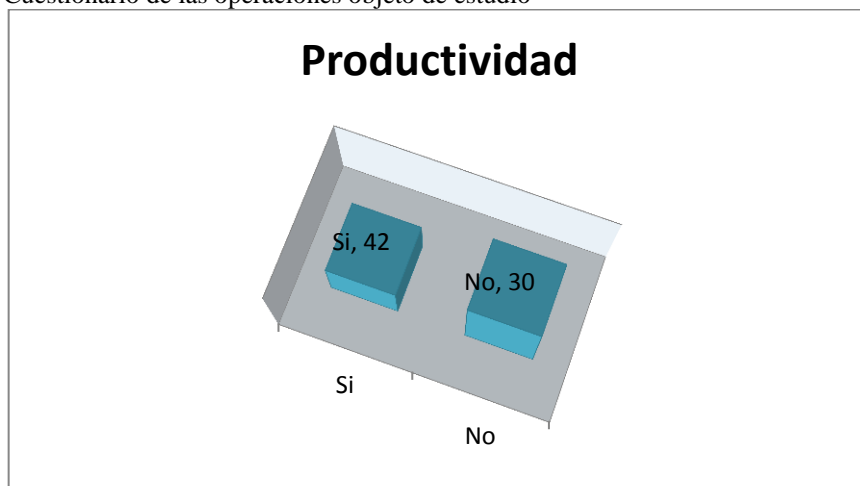 Cuestionario de las operaciones objeto de estudio
Productividad
Si, 42
No, 30
Si
No